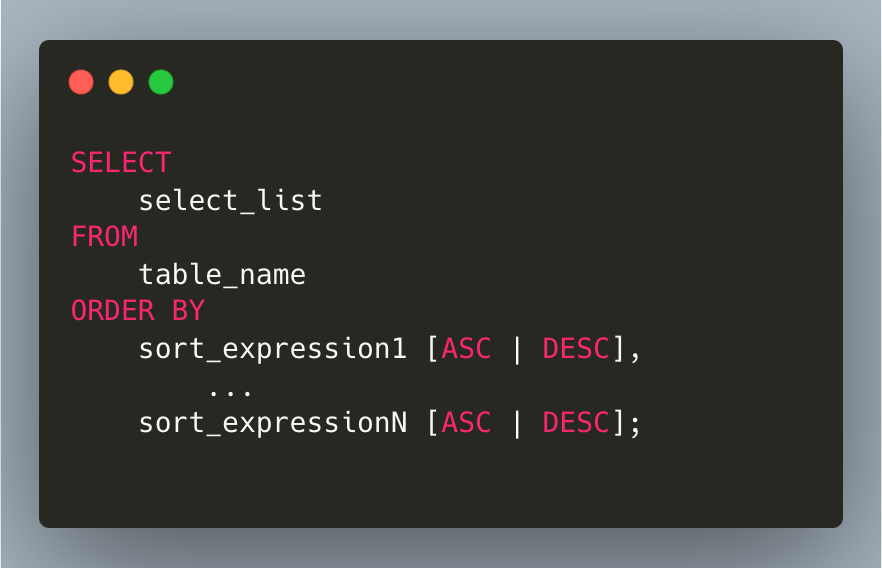 SELECT
select_list
FROM
table_name
ORDER BY
sort_expression1 [ASC | DESC],
...
sort_expressionN [ASC | DESC];